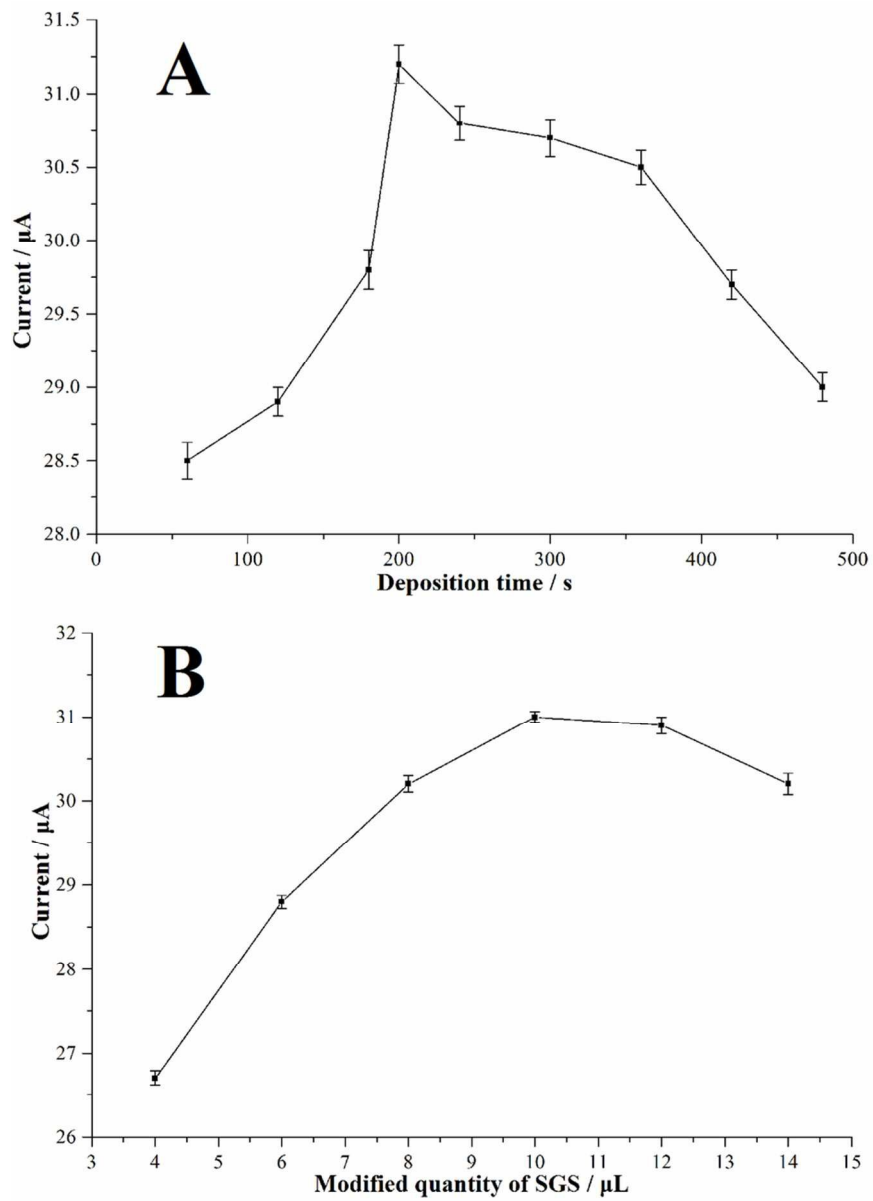 A
Current / μA
31.5
31.0
30.5
30.0
29.5
29.0
28.5
28.0
0 100 200 300 400 500
Deposition time / s
B
Current / μA
32
31
30
29
28
27
26
3 4 5 6 7 8 9 10 11 12 13 14 15
Modified quantity of SGS / μL